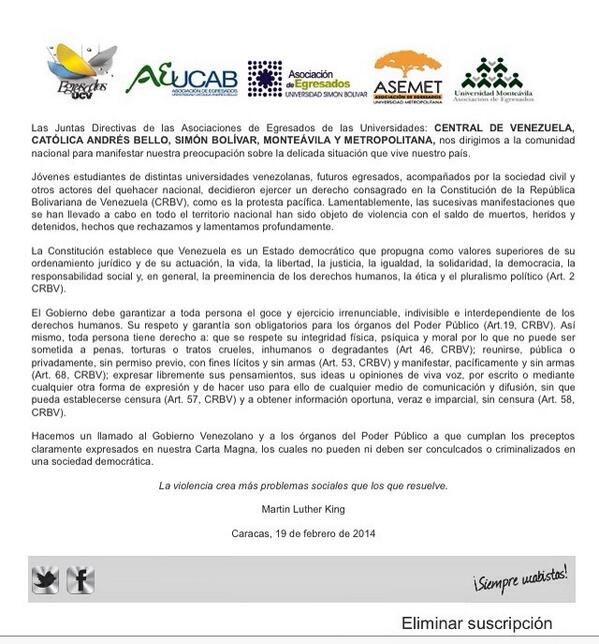 Egresados
UCV
AEUCAB
ASOCIACIÓN DE EGRESADOS
UNIVERSIDAD CATÓLICA ANDRÉS BELLO
Asociación
de Egresados
UNIVERSIDAD SIMÓN BOLÍVAR
ASEMET
ASOCIACIÓN DE EGRESADOS
UNIVERSIDAD METROPOLITANA
Universidad Monteávila
Asociación de Egresados
Las Juntas Directivas de las Asociaciones de Egresados de las Universidades: CENTRAL DE VENEZUELA,
CATÓLICA ANDRÉS BELLO, SIMÓN BOLÍVAR, MONTEÁVILA Y METROPOLITANA, nos dirigimos a la comunidad
nacional para manifestar nuestra preocupación sobre la delicada situación que vive nuestro país.
Jóvenes estudiantes de distintas universidades venezolanas, futuros egresados, acompañados por la sociedad civil y
otros actores del quehacer nacional, decidieron ejercer un derecho consagrado en la Constitución de la República
Bolivariana de Venezuela (CRBV), como es la protesta pacífica. Lamentablemente, las sucesivas manifestaciones que
se han llevado a cabo en todo el territorio nacional han sido objeto de violencia con el saldo de muertos, heridos y
detenidos, hechos que rechazamos y lamentamos profundamente.
La Constitución establece que Venezuela es un Estado democrático que propugna como valores superiores de su
ordenamiento jurídico y de su actuación, la vida, la libertad, la justicia, la igualdad, la solidaridad, la democracia, la
responsabilidad social y, en general, la preeminencia de los derechos humanos, la ética y el pluralismo político (Art. 2
CRBV).
El Gobierno debe garantizar a toda persona el goce y ejercicio irrenunciable, indivisible e interdependiente de los
derechos humanos. Su respeto y garantía son obligatorios para los órganos del Poder Público (Art.19, CRBV). Así
mismo, toda persona tiene derecho a: que se respete su integridad física, psíquica y moral por lo que no puede ser
sometida a penas, torturas o tratos crueles, inhumanos o degradantes (Art 46, CRBV); reunirse, pública o
privadamente, sin permiso previo, con fines lícitos y sin armas (Art. 53, CRBV) y manifestar, pacíficamente y sin armas
(Art. 68, CRBV); expresar libremente sus pensamientos, sus ideas u opiniones de viva voz, por escrito o mediante
cualquier otra forma de expresión y de hacer uso para ello de cualquier medio de comunicación y difusión, sin que
pueda establecerse censura (Art. 57, CRBV) y a obtener información oportuna, veraz e imparcial, sin censura (Art. 58,
CRBV).
Hacemos un llamado al Gobierno Venezolano y a los órganos del Poder Público a que cumplan los preceptos
claramente expresados en nuestra Carta Magna, los cuales no pueden ni deben ser conculcados o criminalizados en
una sociedad democrática.
La violencia crea más problemas sociales que los que resuelve.
Martin Luther King
Caracas, 19 de febrero de 2014
¡Siempre ucabistas!
Eliminar suscripción